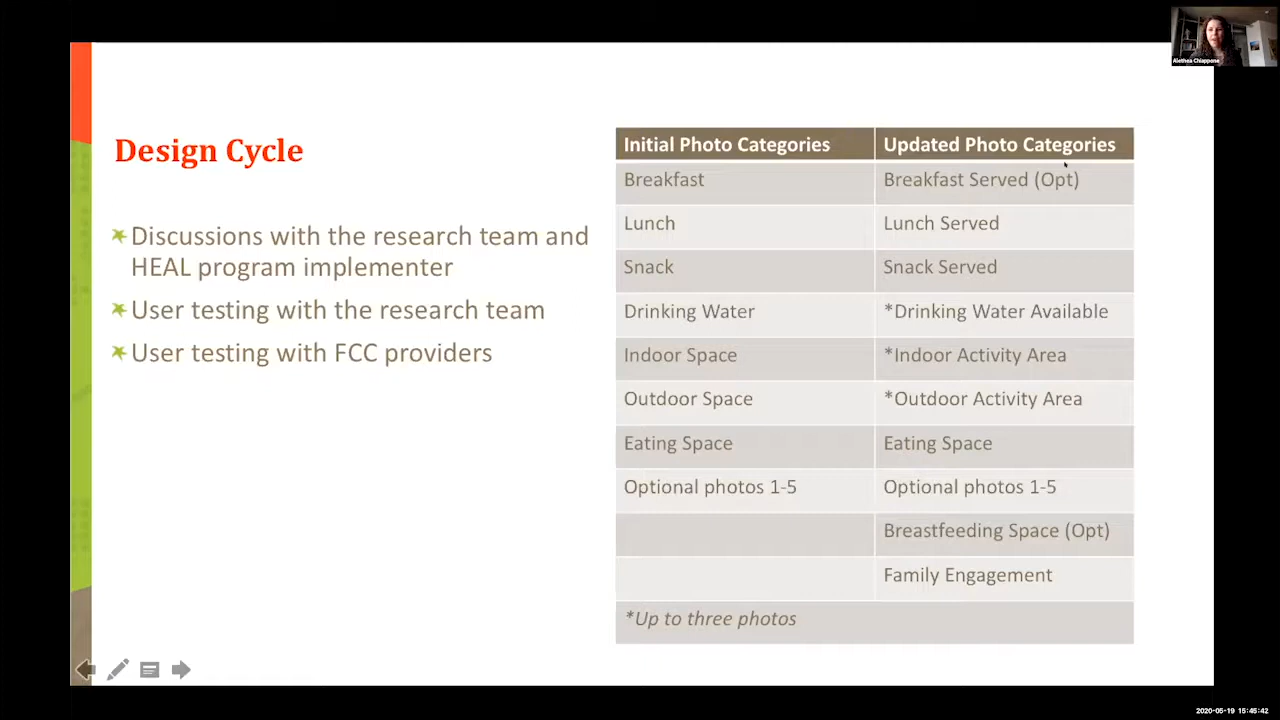 Alethea Chiappone
Design Cycle
Discussions with the research team and
HEAL program implementer
User testing with the research team
User testing with FCC providers
Initial Photo Categories Updated Photo Categories
Breakfast Breakfast Served (Opt)
Lunch Lunch Served
Snack Snack Served
Drinking Water *Drinking Water Available
Indoor Space *Indoor Activity Area
Outdoor Space *Outdoor Activity Area
Eating Space Eating Space
Optional photos 1-5 Optional photos 1-5
Breastfeeding Space (Opt)
Family Engagement
*Up to three photos
2020-05-19 15:45:42